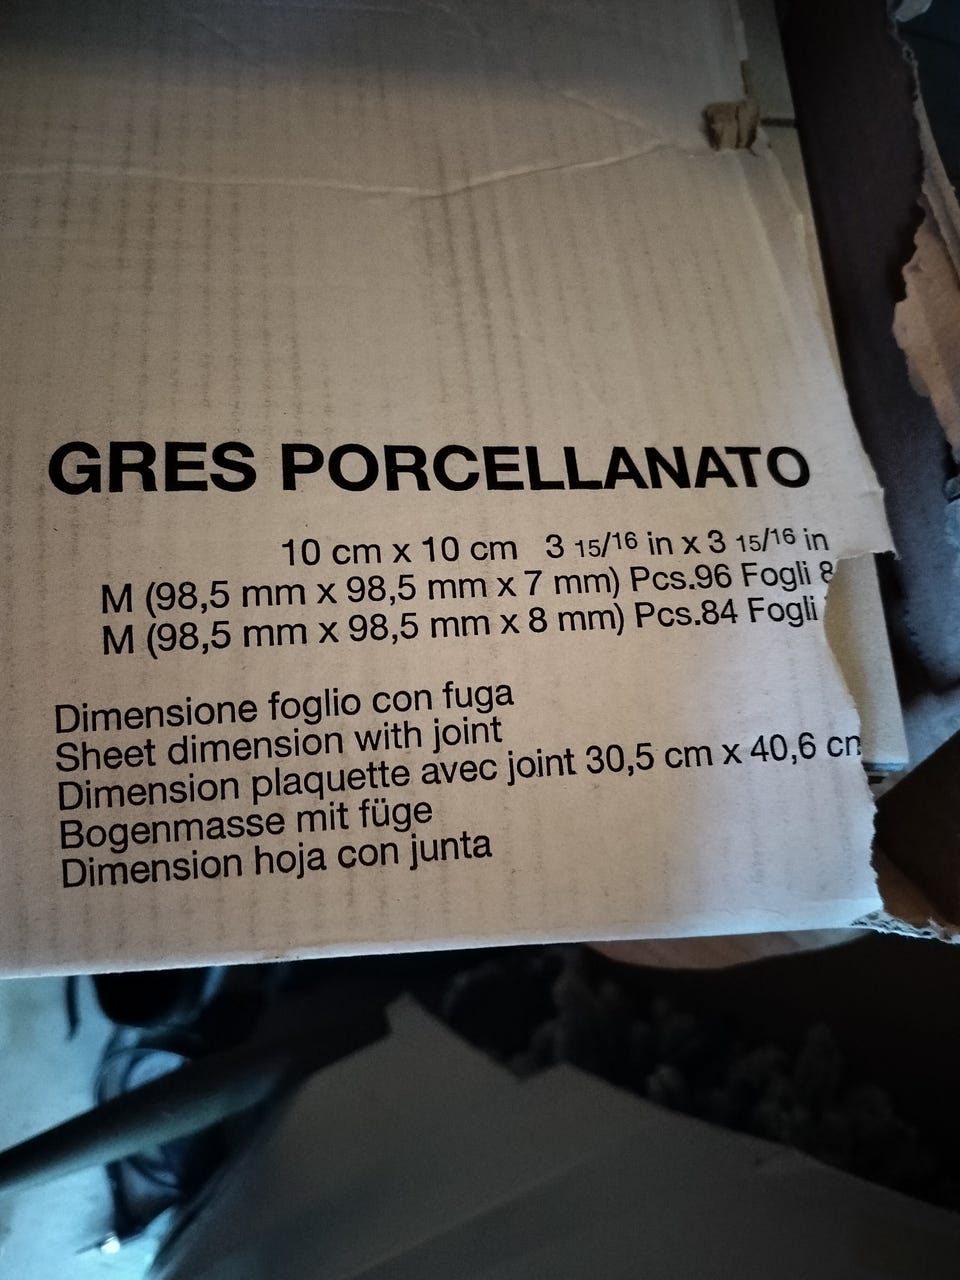 GRES PORCELLANATO
10 cm x 10 cm 3 15/16 in x 3 15/16 in
M (98,5 mm x 98,5 mm x 7 mm) Pcs.96 Fogli 8
M (98,5 mm x 98,5 mm x 8 mm) Pcs.84 Fogli
Dimensione foglio con fuga
Sheet dimension with joint
Dimension plaquette avec joint 30,5 cm x 40,6 cm
Bogenmasse mit füge
Dimension hoja con junta